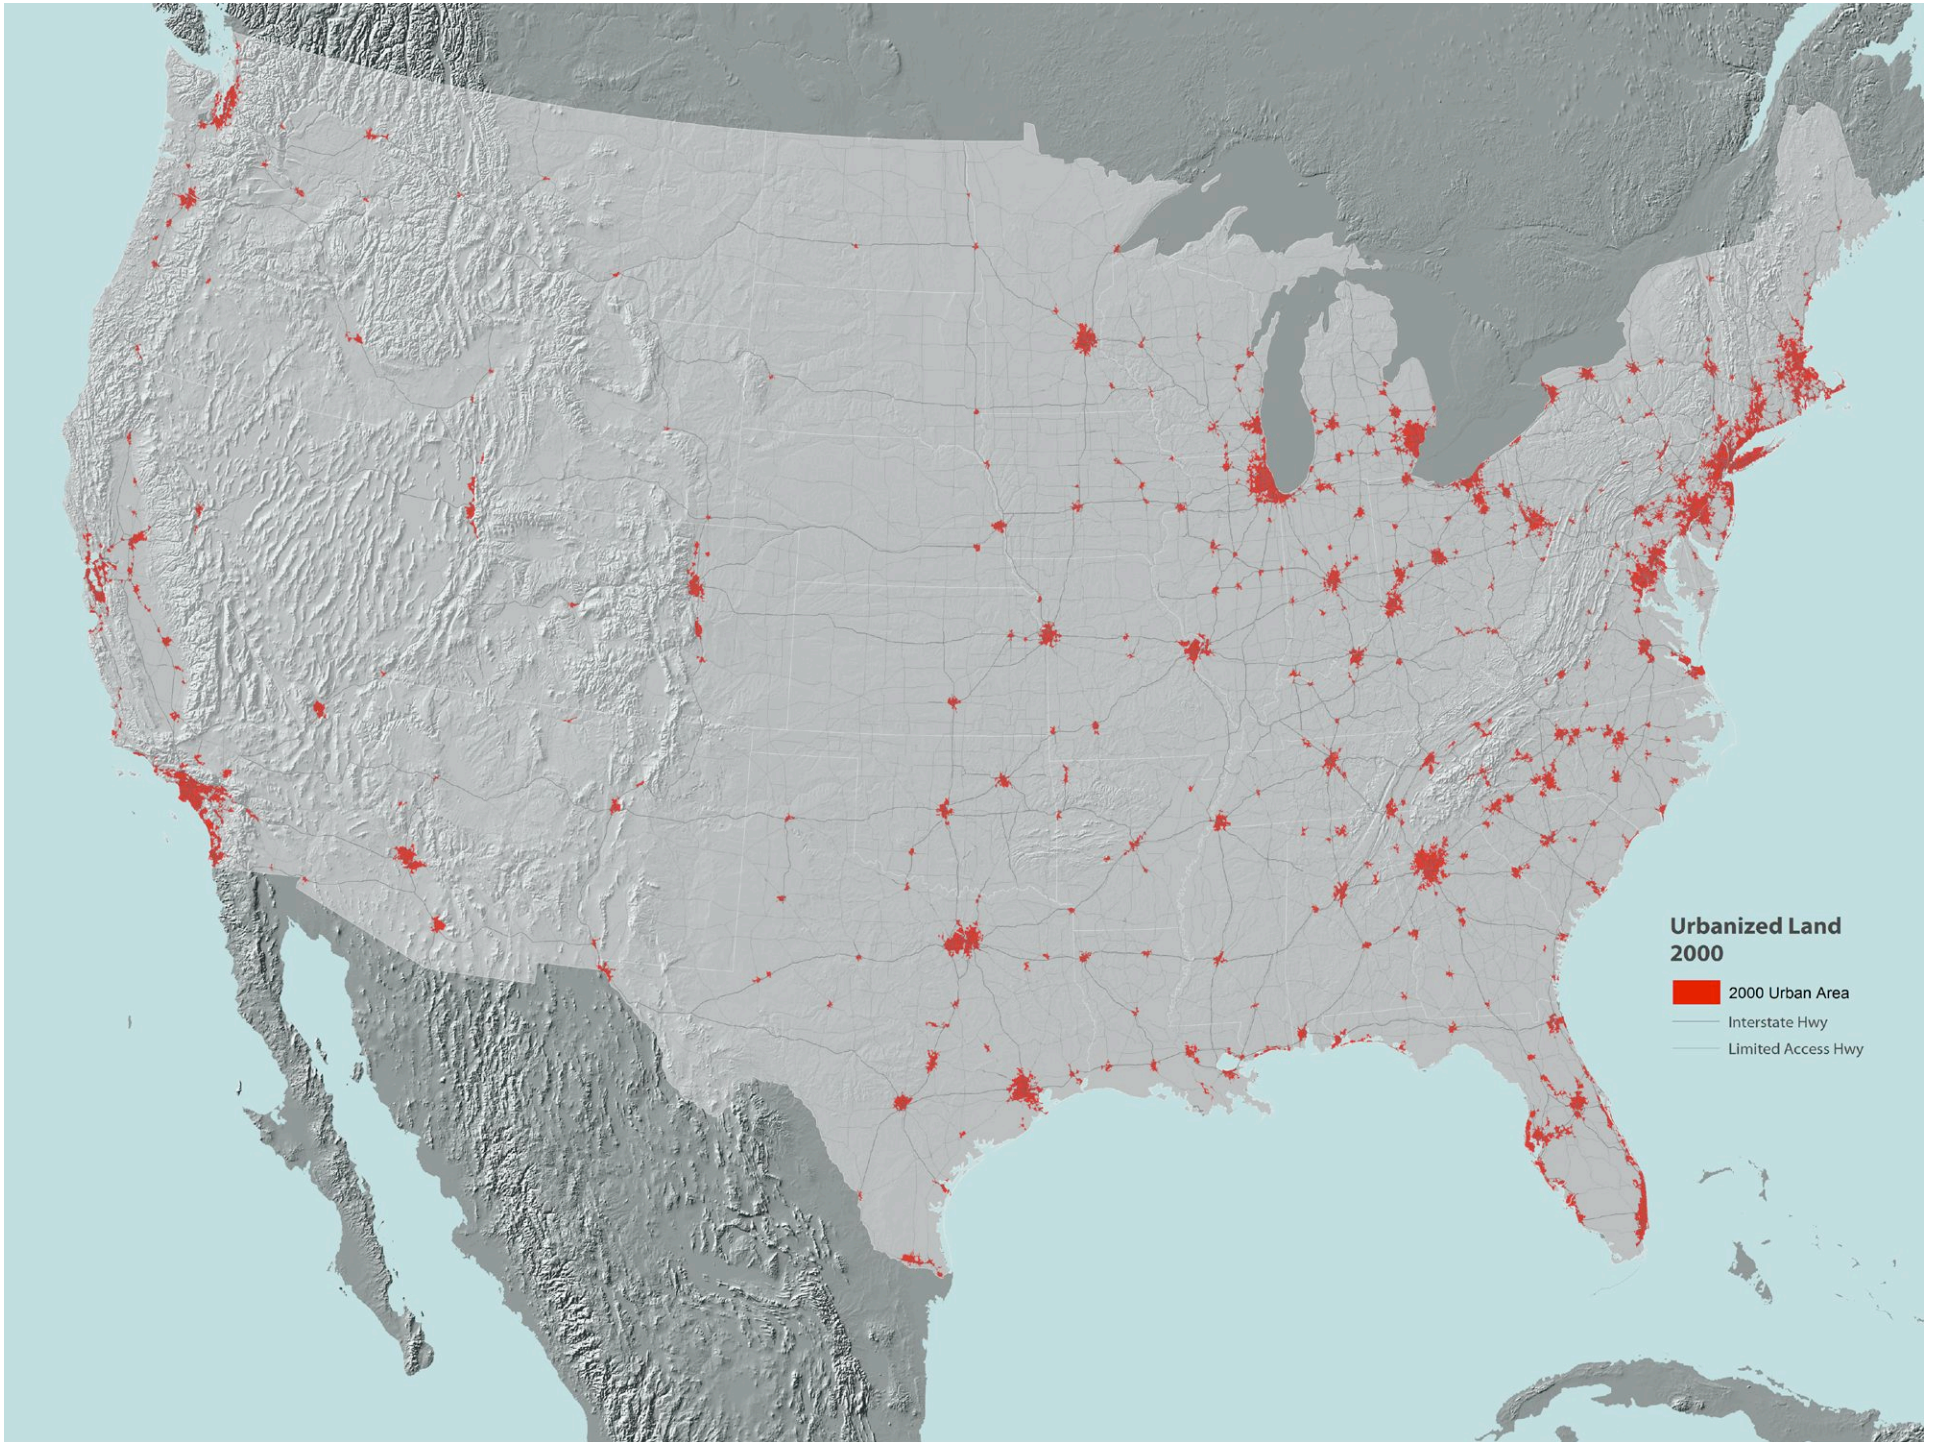 Urbanized Land
2000
2000 Urban Area
Interstate Hwy
Limited Access Hwy